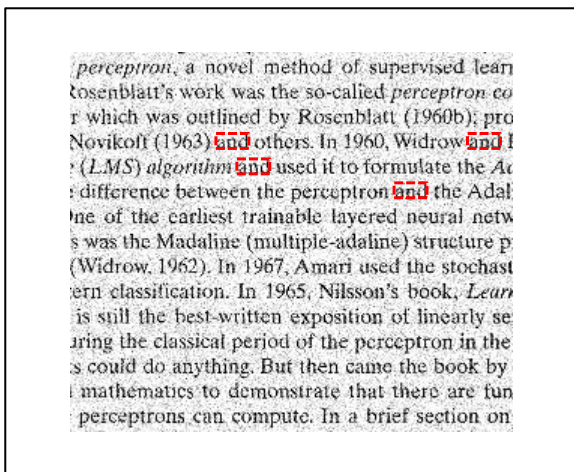 perceptron, a novel method of supervised learn
Rosenblatt's work was the so-called perceptron co
r which was outlined by Rosenblatt (1960b); pro
Novikoff (1963) and others. In 1960, Widrow and
e (LMS) algorithm and used it to formulate the Ad
e difference between the perceptron and the Adal
One of the earliest trainable layered neural netw
s was the Madaline (multiple-adaline) structure p
(Widrow, 1962). In 1967, Amari used the stochast
tern classification. In 1965, Nilsson's book, Learn
is still the best-written exposition of linearly se
uring the classical period of the perceptron in the
s could do anything. But then came the book by
mathematics to demonstrate that there are fun
perceptrons can compute. In a brief section on